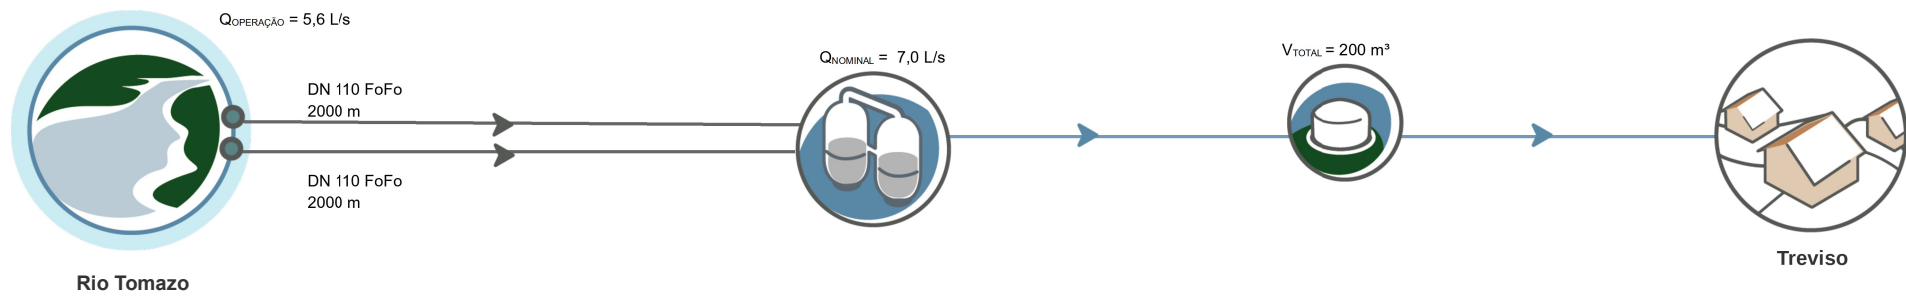 QOPERAÇÃO = 5,6 L/s
DN 110 FoFo
2000 m
DN 110 FoFo
2000 m
QNOMINAL = 7,0 L/s
VTOTAL = 200 m³
Rio Tomazo
Treviso